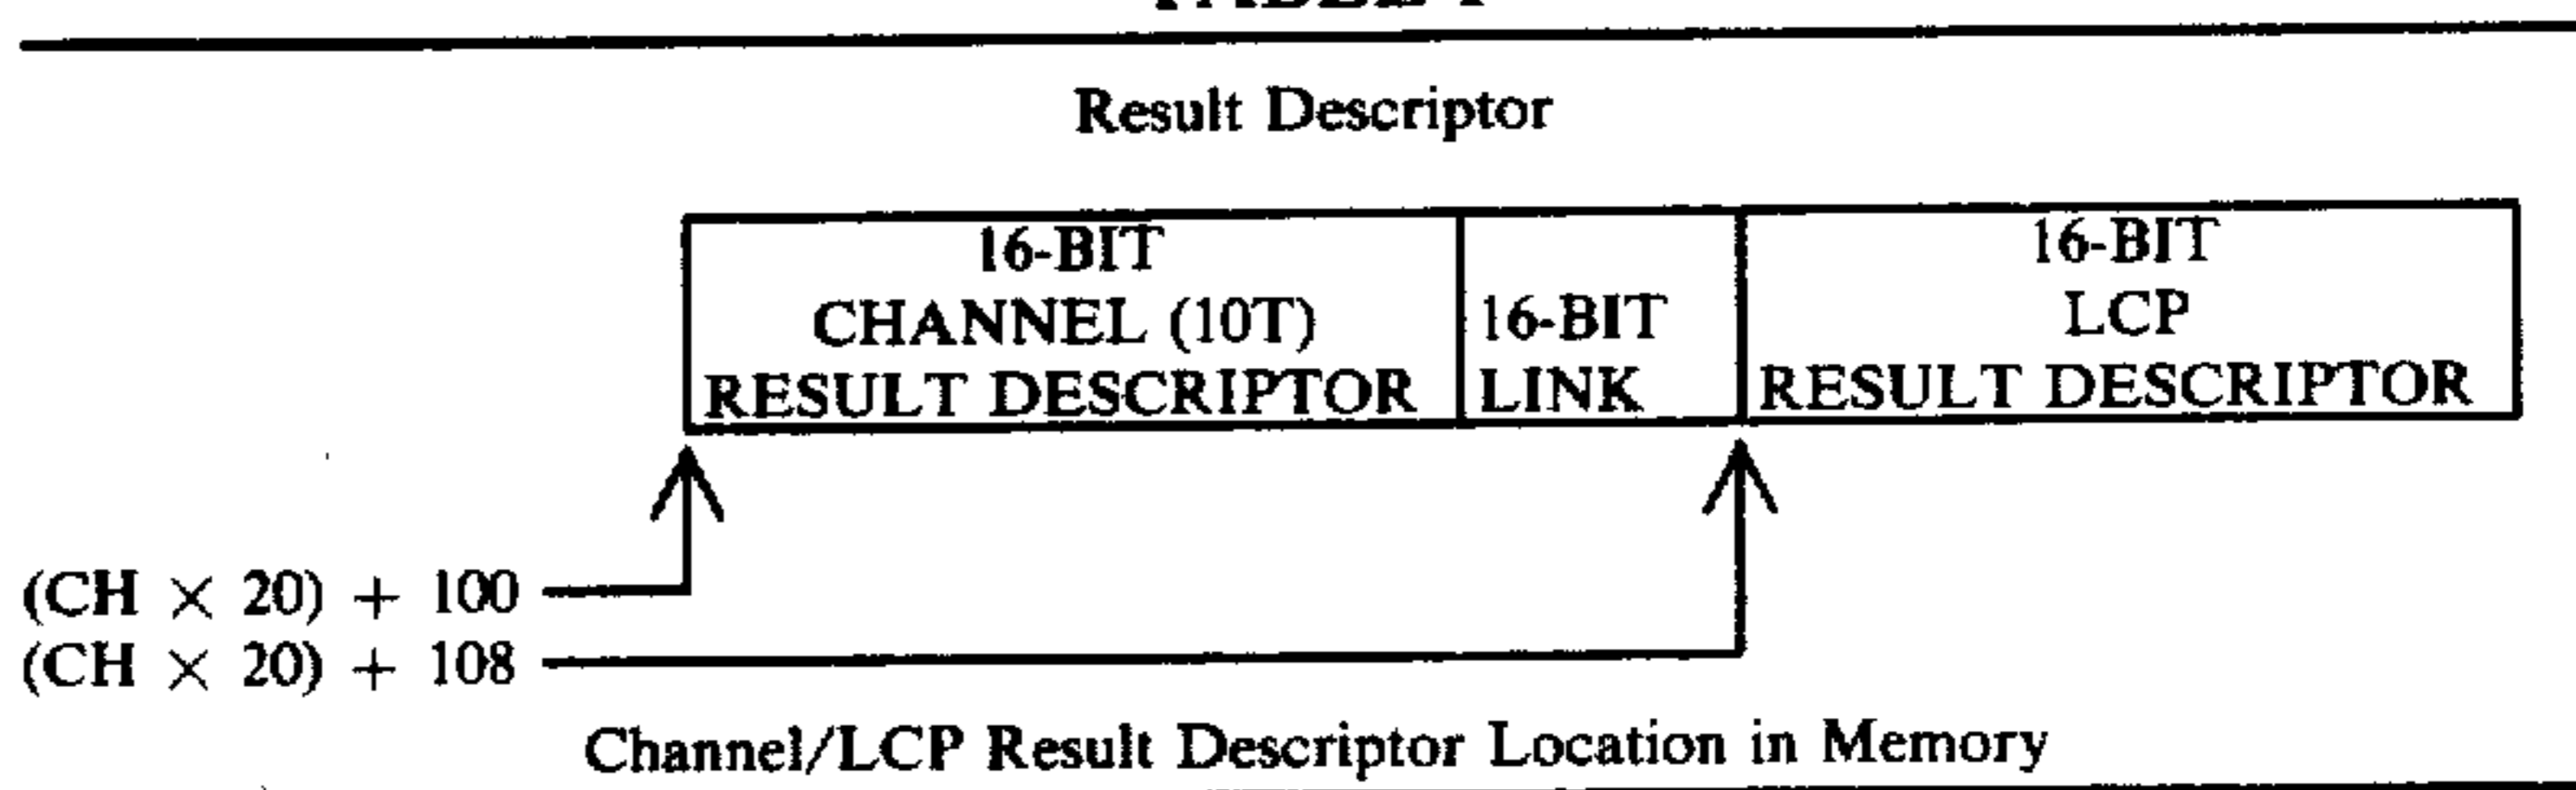 Result Descriptor
16-BIT
CHANNEL (10T)
RESULT DESCRIPTOR
16-BIT
LINK
16-BIT
LCP
RESULT DESCRIPTOR
(CH × 20) + 100
(CH × 20) + 108
Channel/LCP Result Descriptor Location in Memory